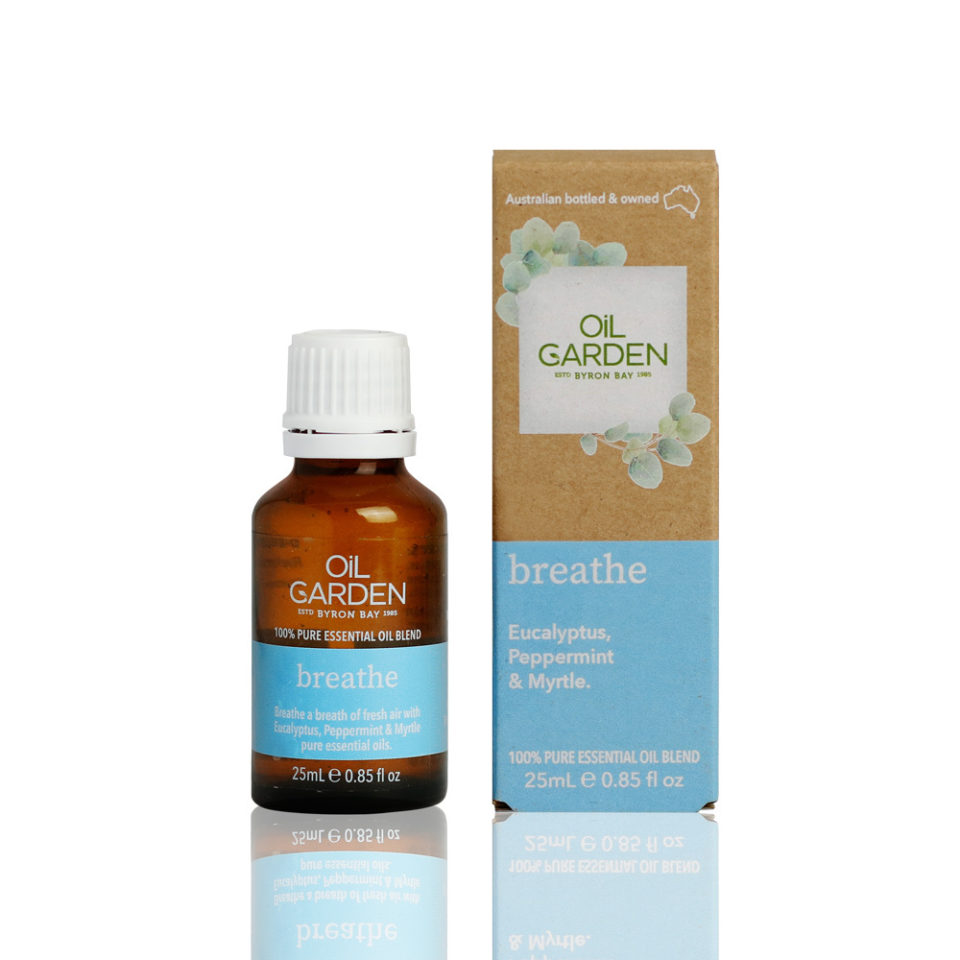 OiL
GARDEN
ESTD BYRON BAY 1985
100% PURE ESSENTIAL OIL BLEND
breathe
Breathe a breath of fresh air with
Eucalyptus, Peppermint & Myrtle
pure essential oils.
25mL ℮ 0.85 fl oz
Australian bottled & owned
OiL
GARDEN
ESTD BYRON BAY 1985
breathe
Eucalyptus,
Peppermint
& Myrtle.
100% PURE ESSENTIAL OIL BLEND
25mL ℮ 0.85 fl oz